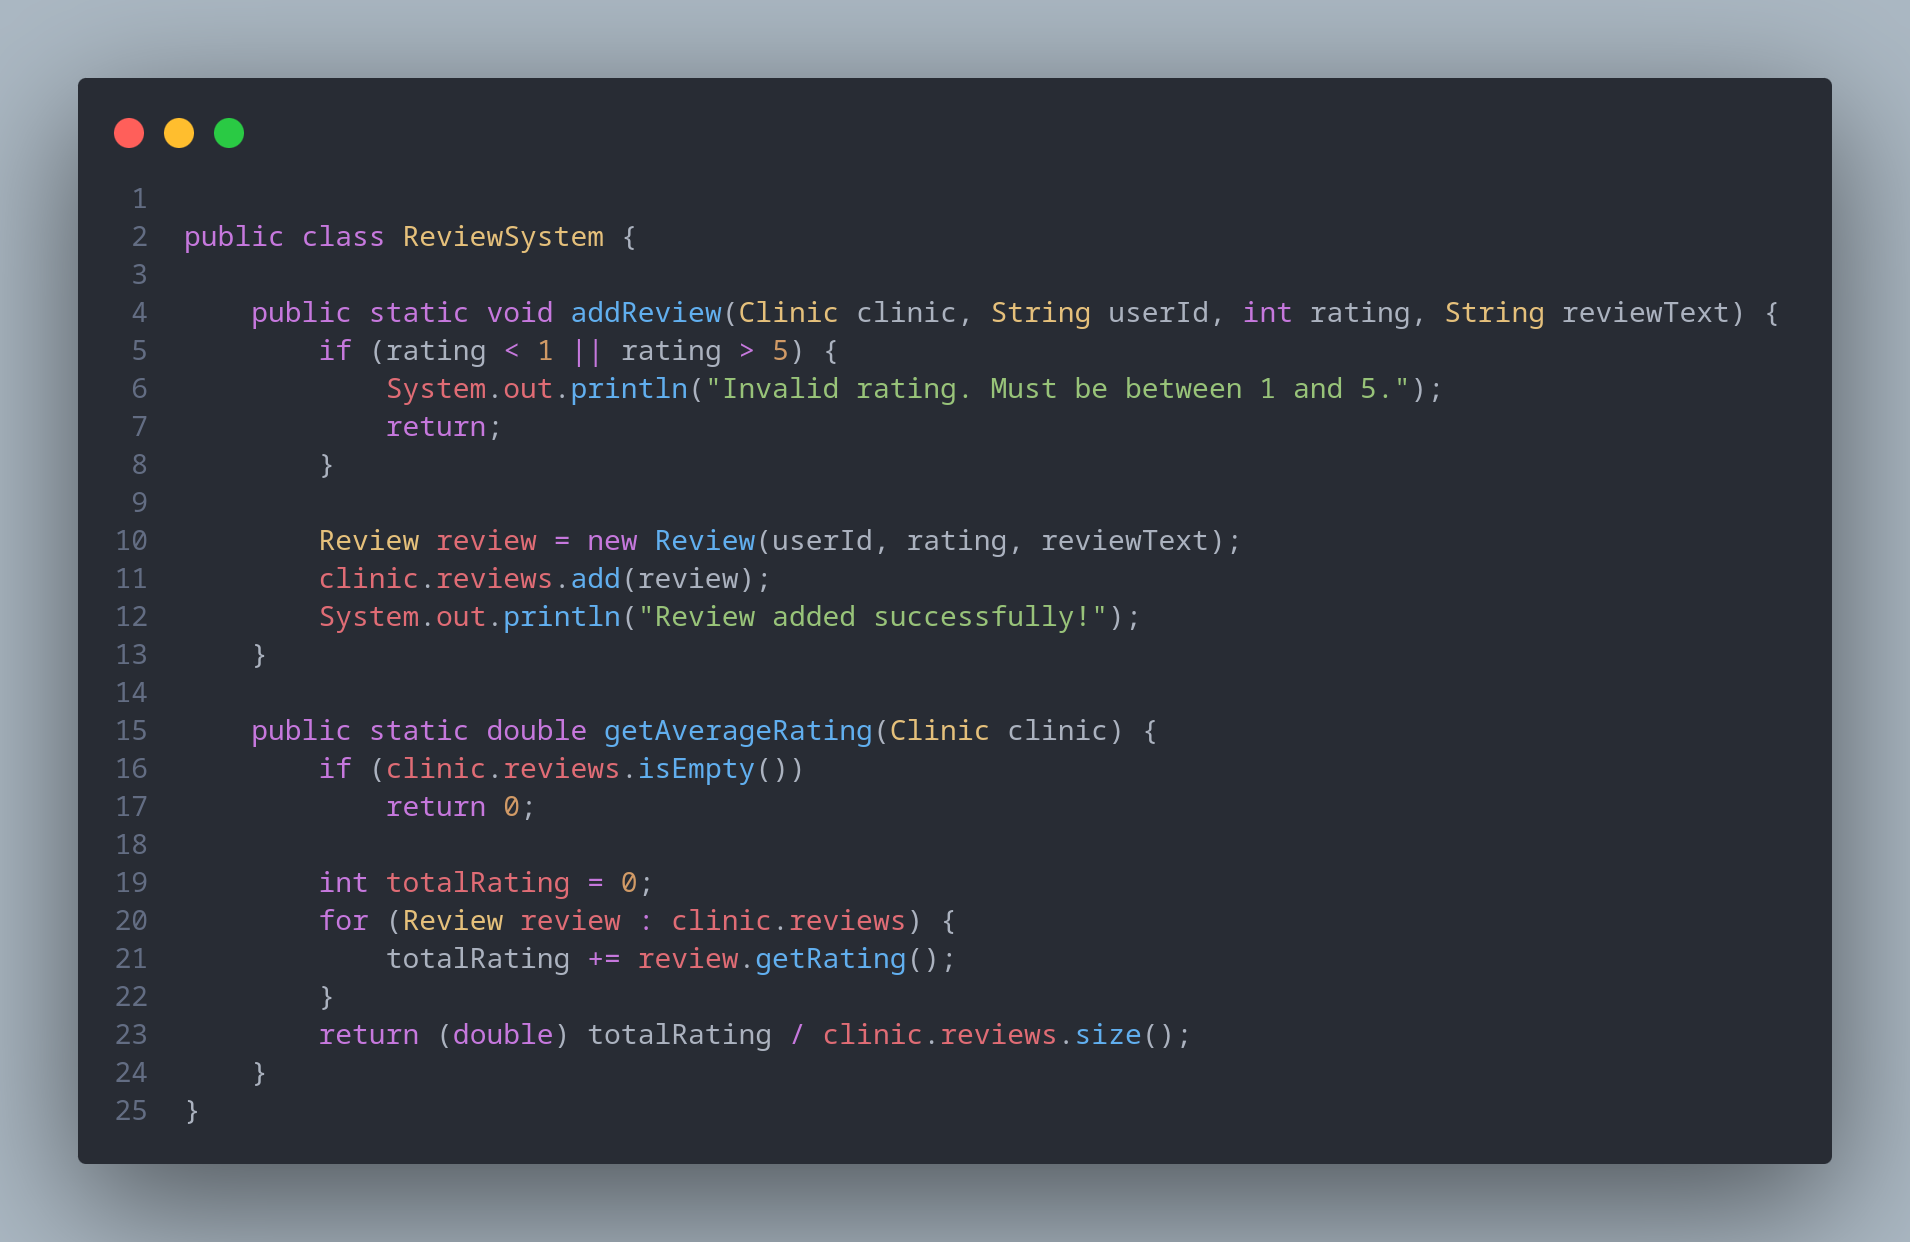 1
2 public class ReviewSystem {
3
4     public static void addReview(Clinic clinic, String userId, int rating, String reviewText) {
5         if (rating < 1 || rating > 5) {
6             System.out.println("Invalid rating. Must be between 1 and 5.");
7             return;
8         }
9
10         Review review = new Review(userId, rating, reviewText);
11         clinic.reviews.add(review);
12         System.out.println("Review added successfully!");
13     }
14
15     public static double getAverageRating(Clinic clinic) {
16         if (clinic.reviews.isEmpty())
17             return 0;
18
19         int totalRating = 0;
20         for (Review review : clinic.reviews) {
21             totalRating += review.getRating();
22         }
23         return (double) totalRating / clinic.reviews.size();
24     }
25 }